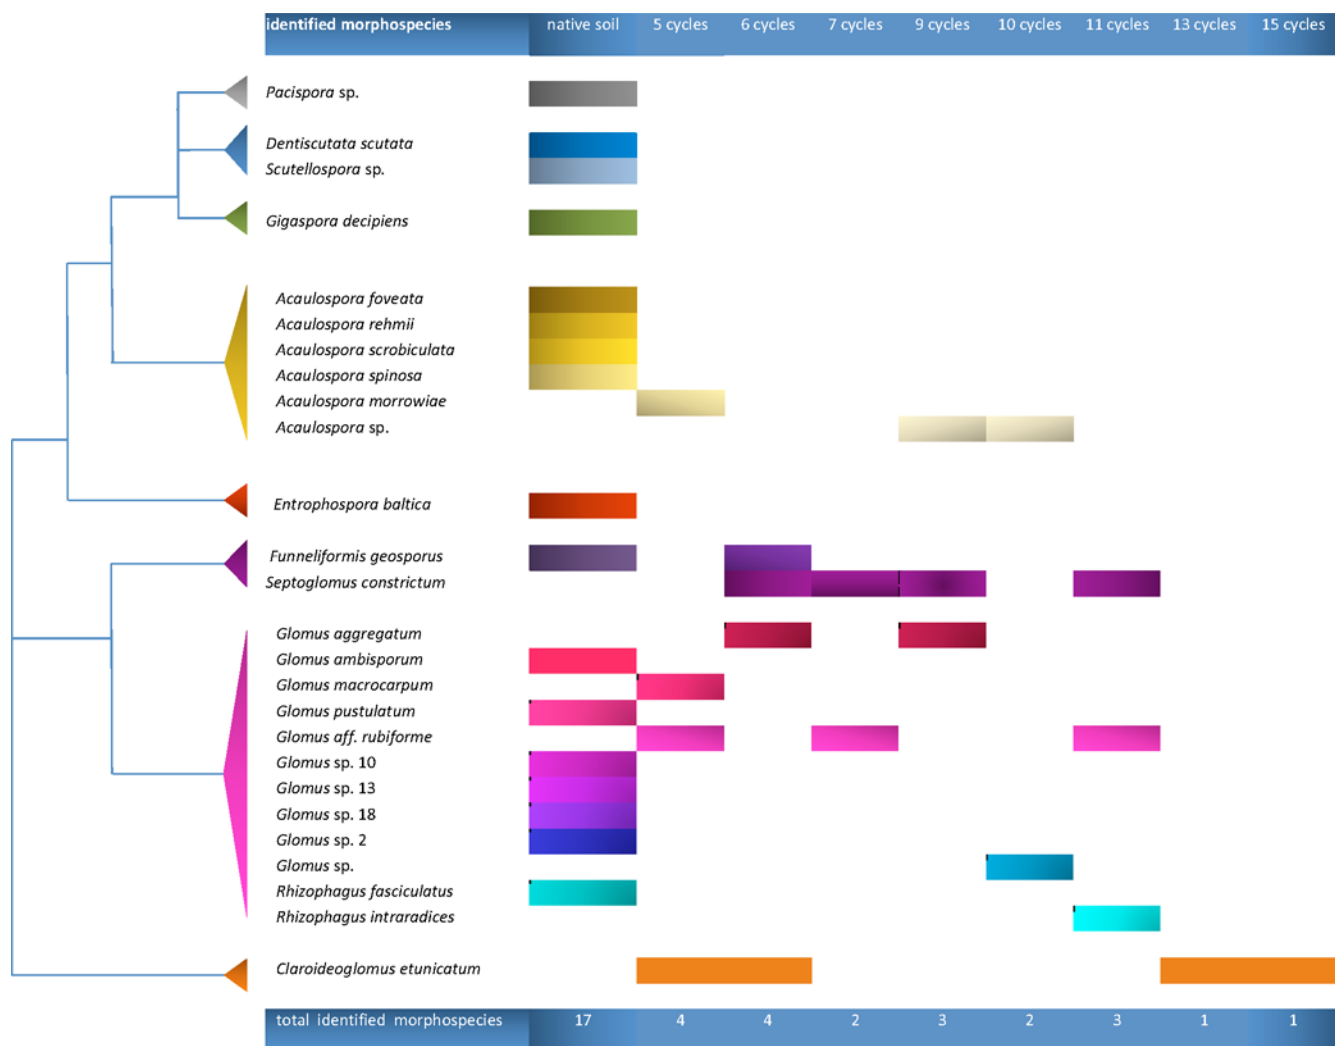 identified morphospecies native soil 5 cycles 6 cycles 7 cycles 9 cycles 10 cycles 11 cycles 13 cycles 15 cycles
Pacispora sp.
Dentiscutata scutata
Scutellospora sp.
Gigaspora decipiens
Acaulospora foveata
Acaulospora rehmii
Acaulospora scrobiculata
Acaulospora spinosa
Acaulospora morrowiae
Acaulospora sp.
Entrophospora baltica
Funneliformis geosporus
Septoglomus constrictum
Glomus aggregatum
Glomus ambisporum
Glomus macrocarpum
Glomus pustulatum
Glomus aff. rubiforme
Glomus sp. 10
Glomus sp. 13
Glomus sp. 18
Glomus sp. 2
Glomus sp.
Rhizophagus fasciculatus
Rhizophagus intraradices
Claroideoglomus etunicatum
total identified morphospecies 17 4 4 2 3 2 3 1 1